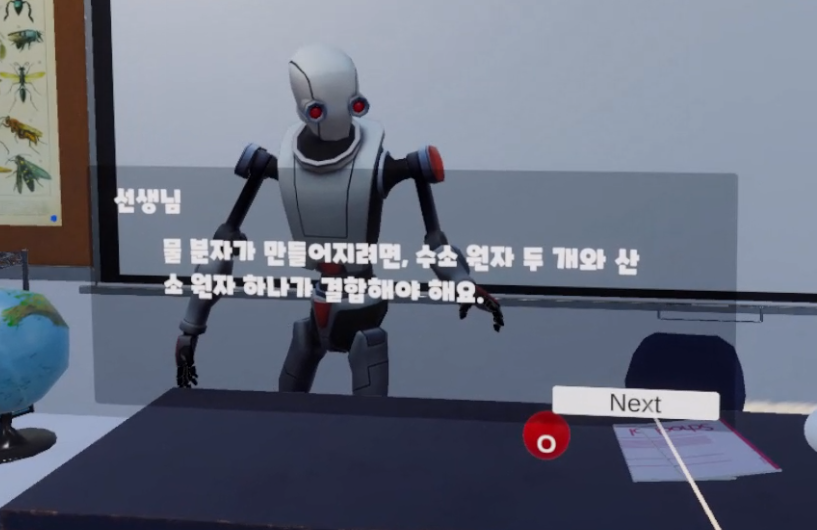 선생님
물 분자가 만들어지려면, 수소 원자 두 개와 산
소 원자 하나가 결합해야 해요.
Next
O